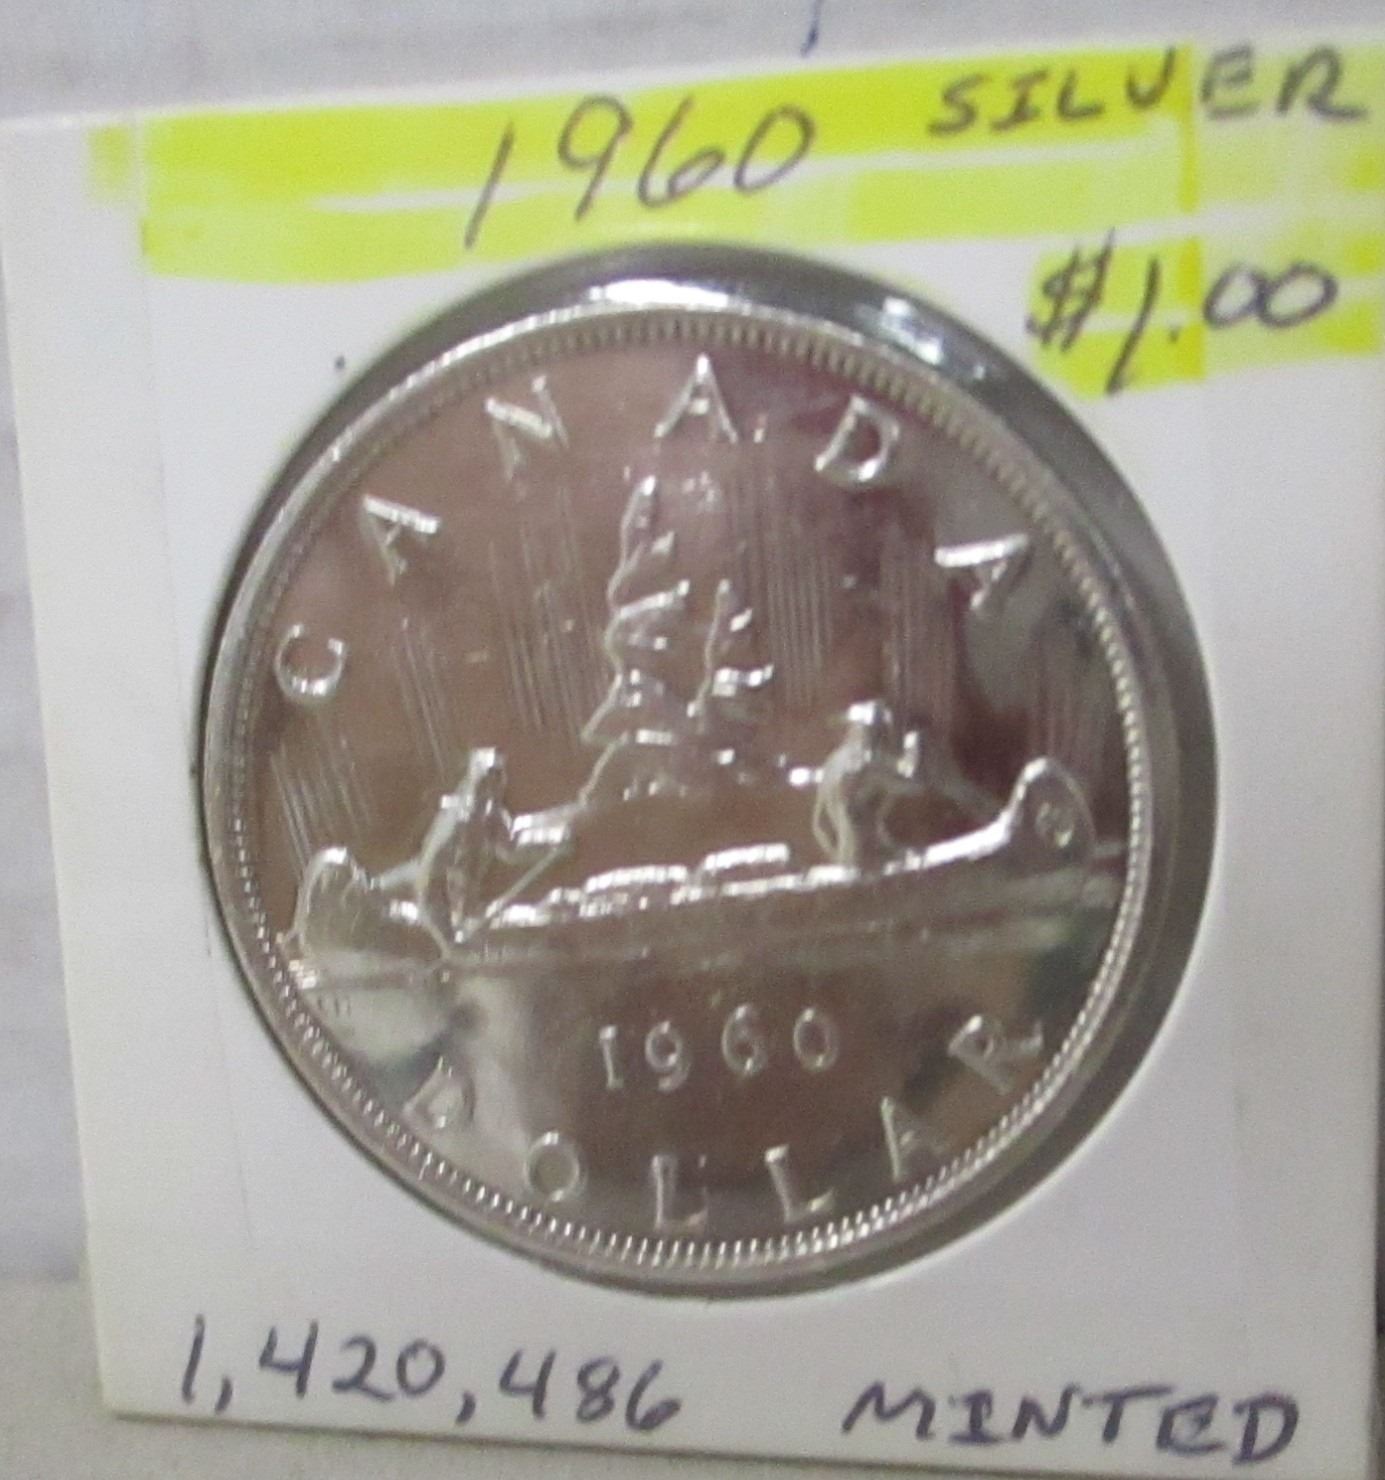 1960 SILVER
$1.00
CANADA
1960
DOLLAR
1,420,486 MINTED